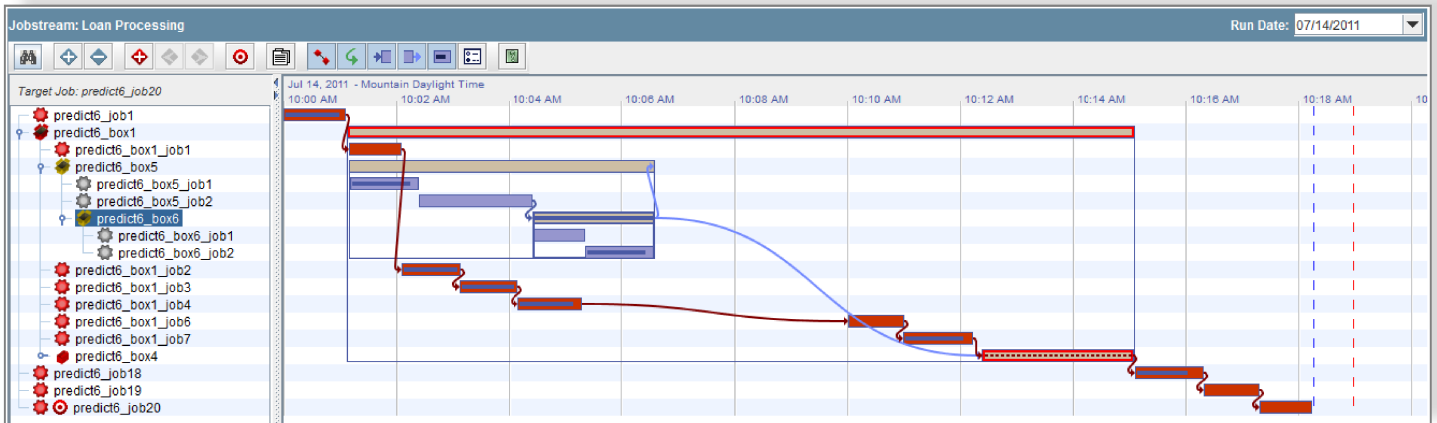 Jobstream: Loan Processing
Run Date: 07/14/2011
Target Job: predict6_job20
Jul 14, 2011 - Mountain Daylight Time
10:00 AM 10:02 AM 10:04 AM 10:06 AM 10:08 AM 10:10 AM 10:12 AM 10:14 AM 10:16 AM 10:18 AM 10
predict6_job1
predict6_box1
predict6_box1_job1
predict6_box5
predict6_box5_job1
predict6_box5_job2
predict6_box6
predict6_box6_job1
predict6_box6_job2
predict6_box1_job2
predict6_box1_job3
predict6_box1_job4
predict6_box1_job6
predict6_box1_job7
predict6_box4
predict6_job18
predict6_job19
predict6_job20